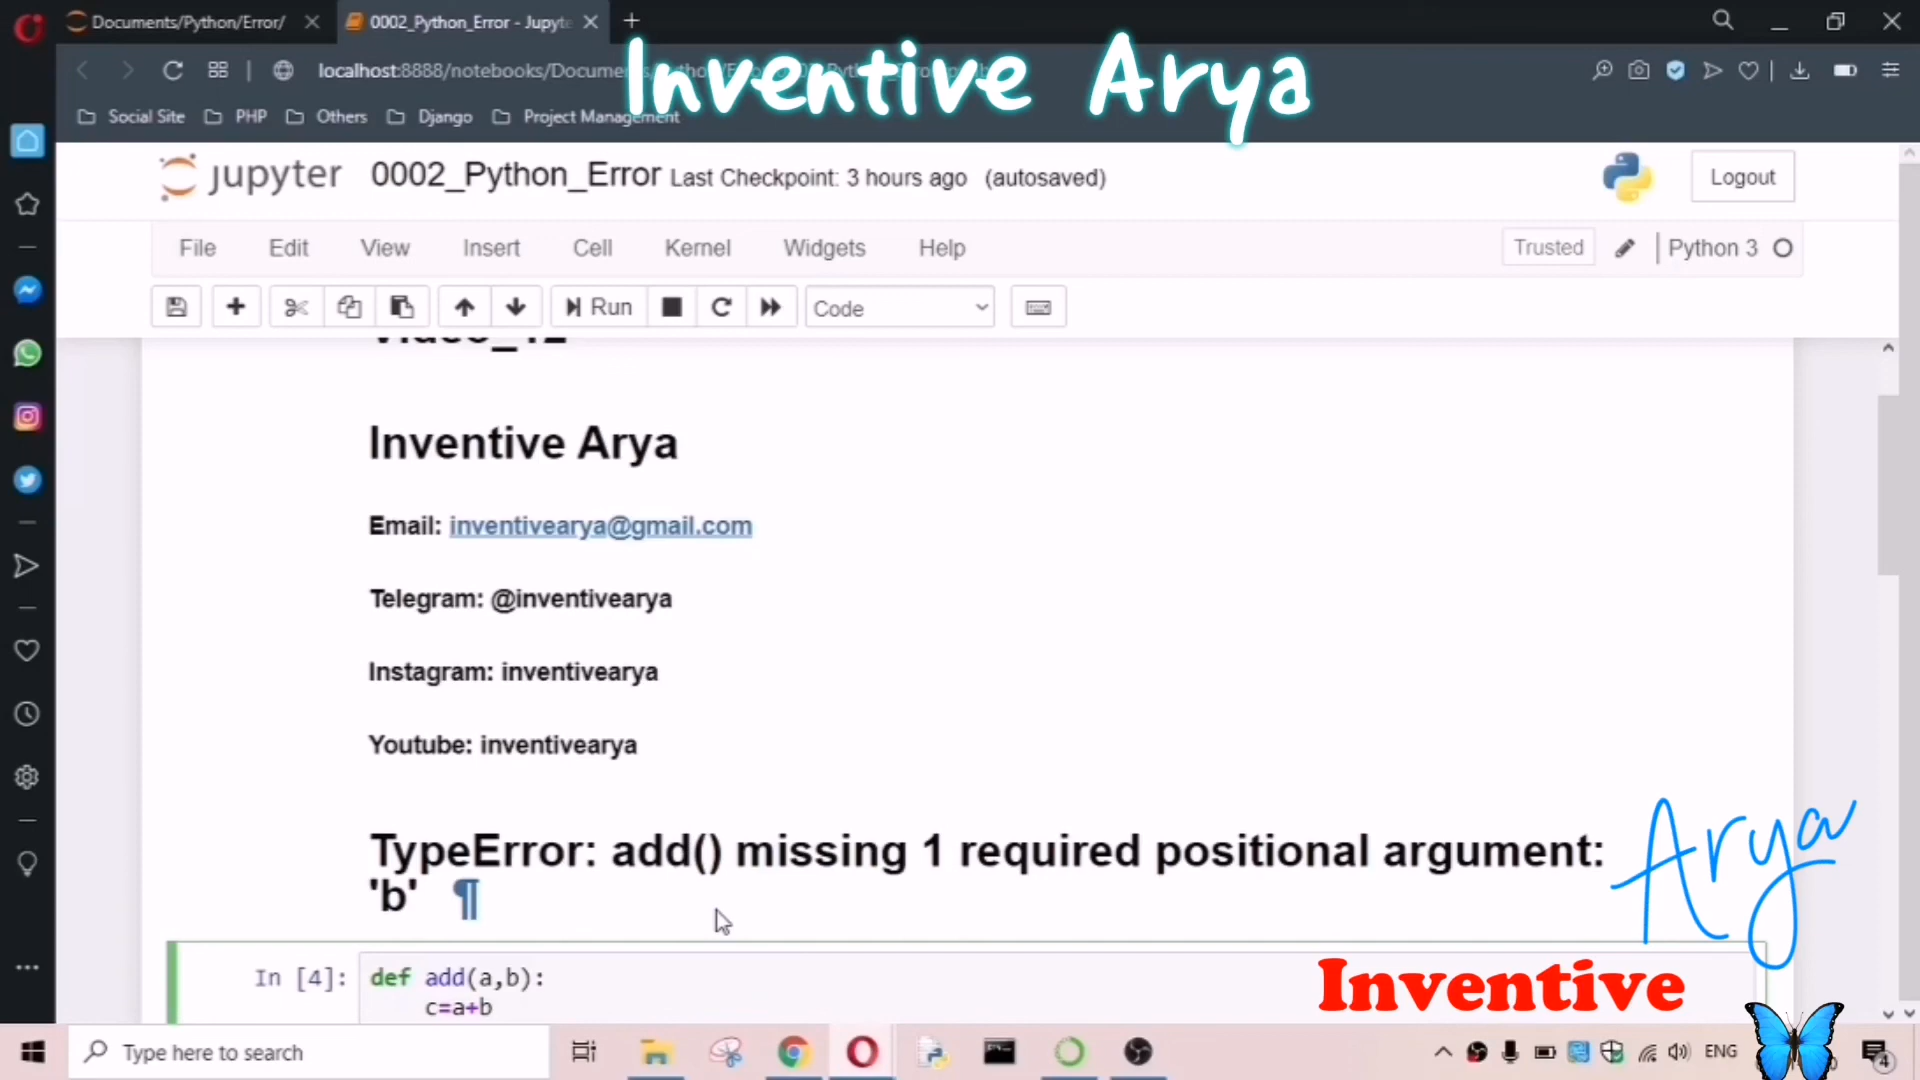 Documents/Python/Error/
0002_Python_Error - Jupyte
Inventive Arya
localhost:8888/notebooks/Documen
Social Site
PHP
Others
Django
Project Management
jupyter
0002_Python_Error Last Checkpoint: 3 hours ago (autosaved)
Logout
File Edit View Insert Cell Kernel Widgets Help
Trusted
Python 3
Run
Code
Video_12
Inventive Arya
Email: inventivearya@gmail.com
Telegram: @inventivearya
Instagram: inventivearya
Youtube: inventivearya
TypeError: add() missing 1 required positional argument:
'b' ¶
Arya
In [4]: def add(a,b):
c=a+b
Inventive
Type here to search
ENG
4